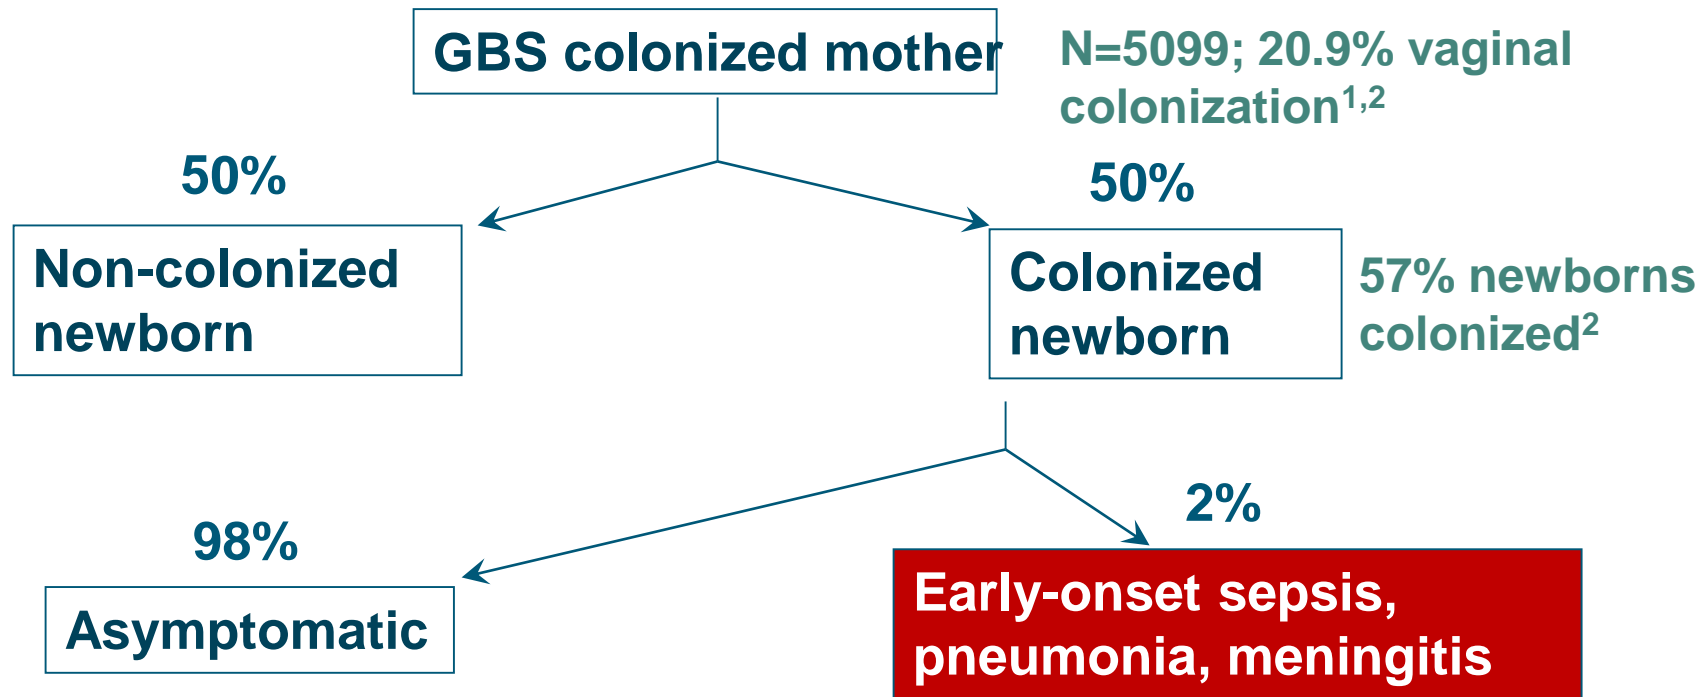 GBS colonized mother
N=5099; 20.9% vaginal
colonization1,2
50%
50%
Non-colonized
newborn
Colonized
newborn
57% newborns
colonized2
98%
2%
Asymptomatic
Early-onset sepsis,
pneumonia, meningitis